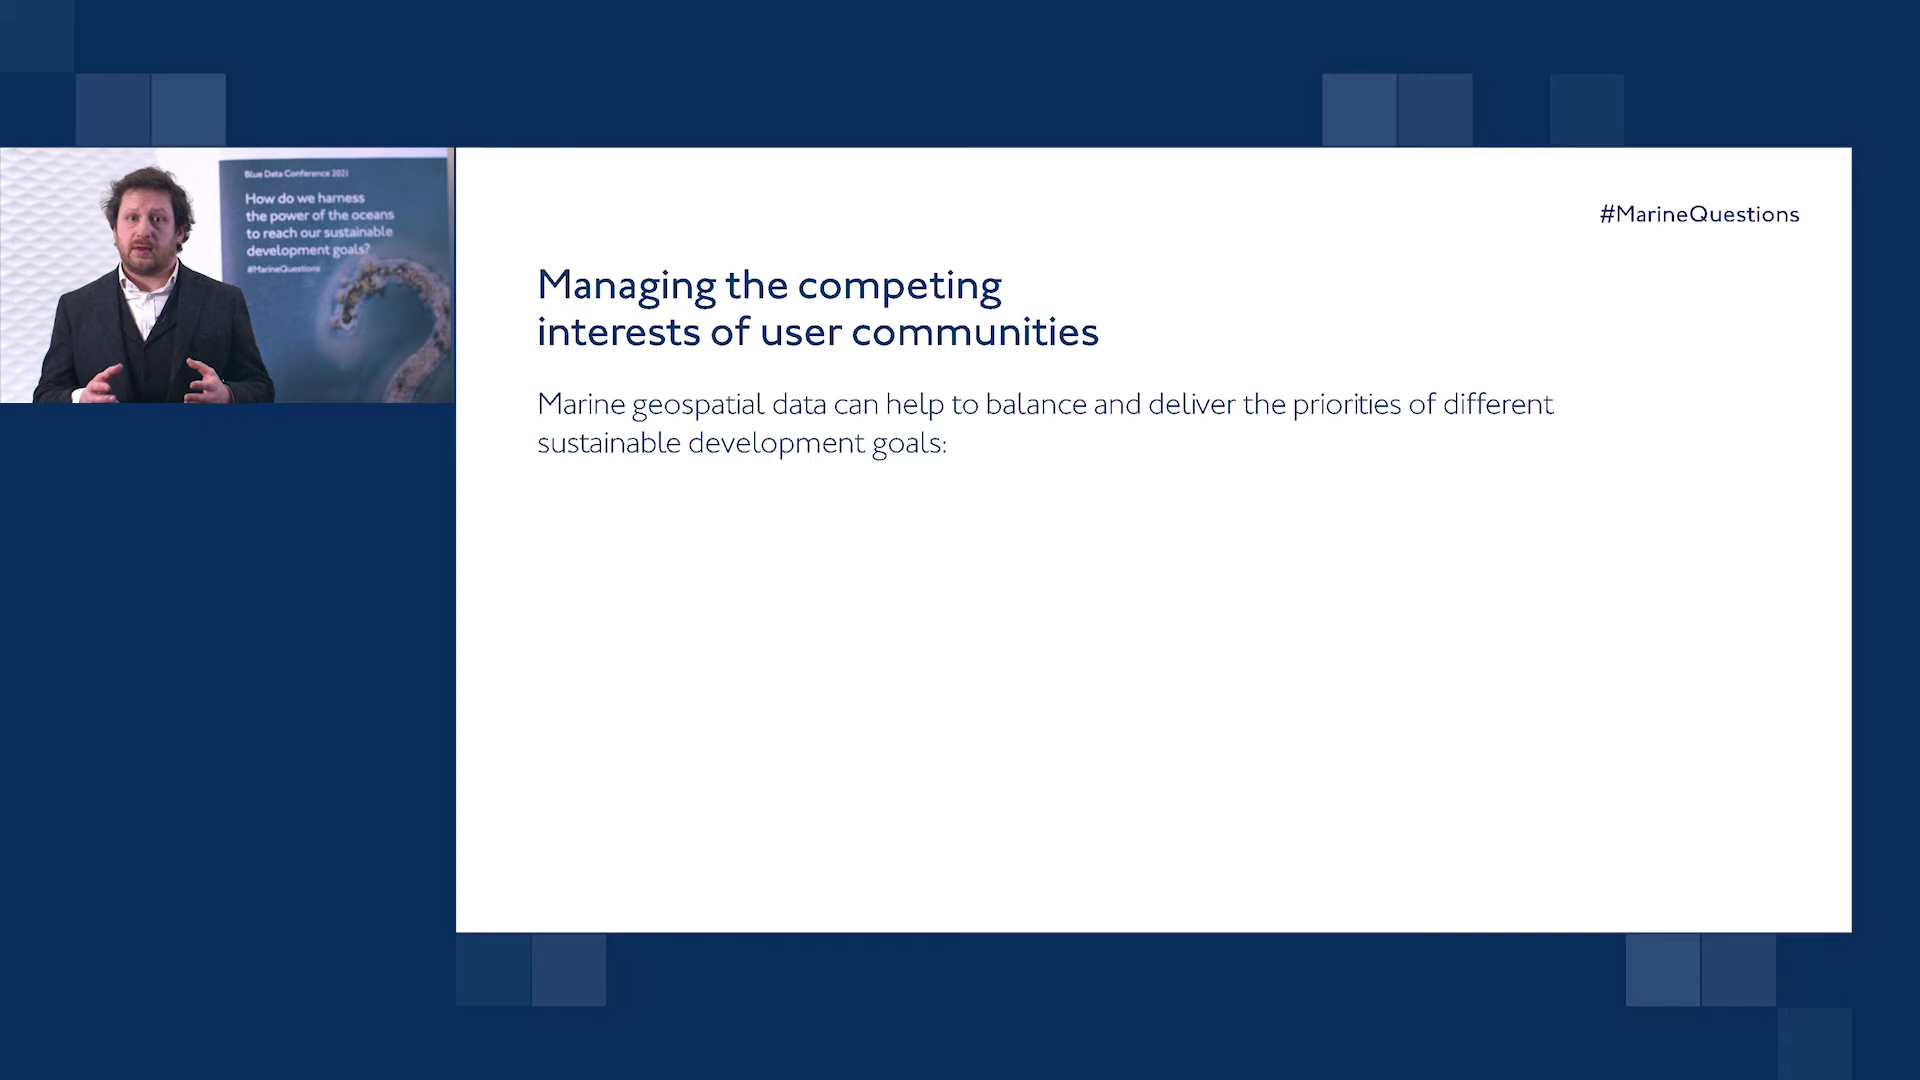 Blue Data Conference 2021
How do we harness
the power of the oceans
to reach our sustainable
development goals?
#MarineQuestions
#MarineQuestions
Managing the competing
interests of user communities
Marine geospatial data can help to balance and deliver the priorities of different
sustainable development goals: